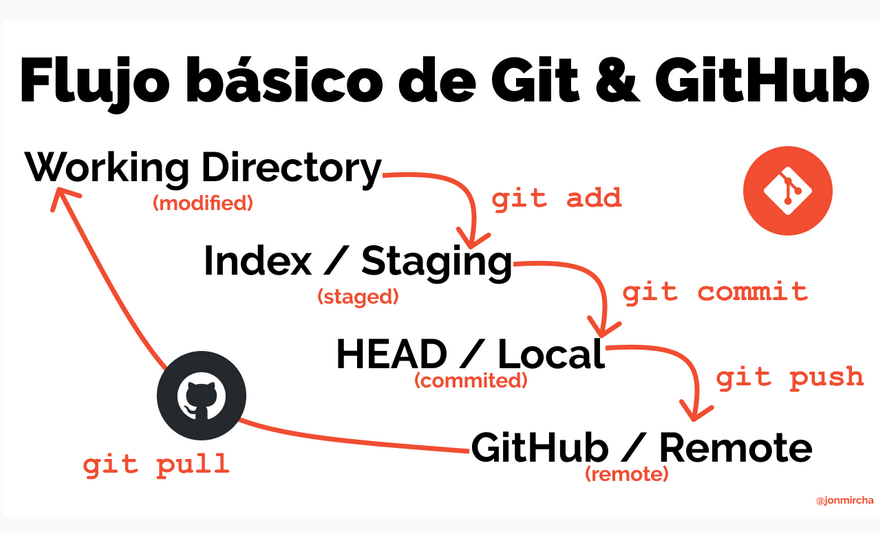 Flujo básico de Git & GitHub
Working Directory
(modified)
git add
Index / Staging
(staged)
git commit
HEAD / Local
(commited)
git push
GitHub / Remote
(remote)
git pull
@jonmircha